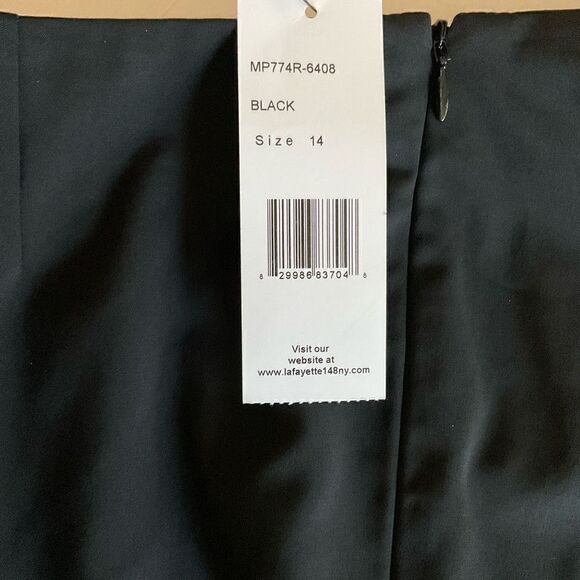 MP774R-6408
BLACK
Size 14
8 29986 83704 8
Visit our
website at
www.lafayette148ny.com